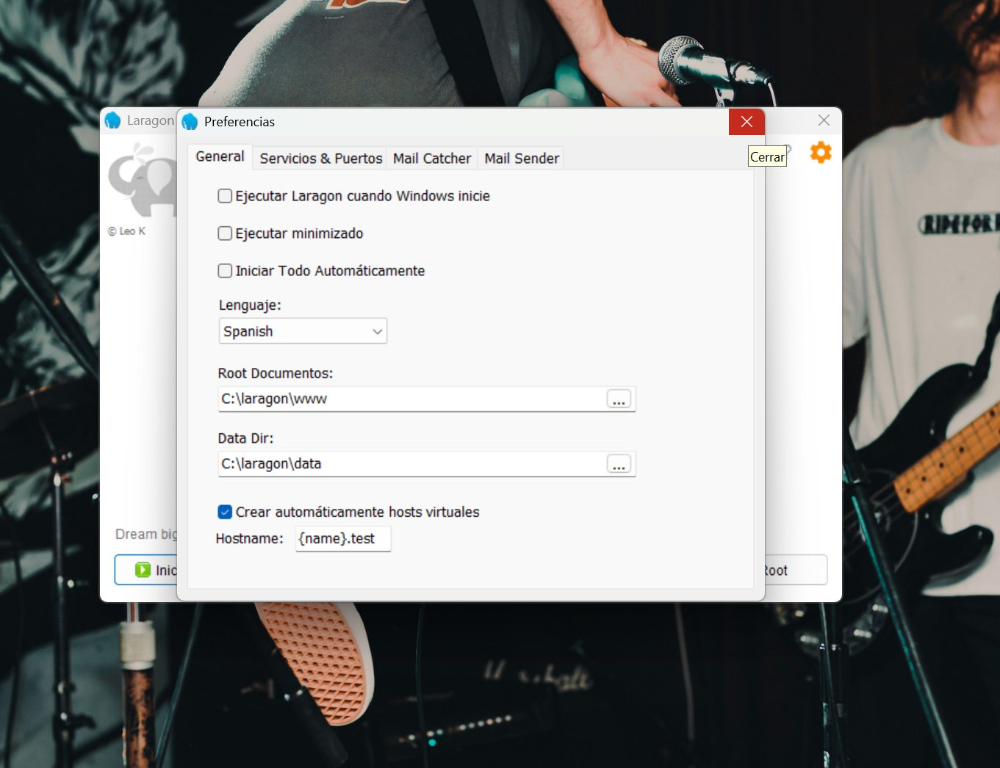 Laragon
Preferencias
General
Servicios & Puertos
Mail Catcher
Mail Sender
Cerrar
© Leo K
Ejecutar Laragon cuando Windows inicie
Ejecutar minimizado
Iniciar Todo Automáticamente
Lenguaje:
Spanish
Root Documentos:
C:\laragon\www
...
Data Dir:
C:\laragon\data
...
Crear automáticamente hosts virtuales
Hostname: {name}.test
Dream big
Inic
Root